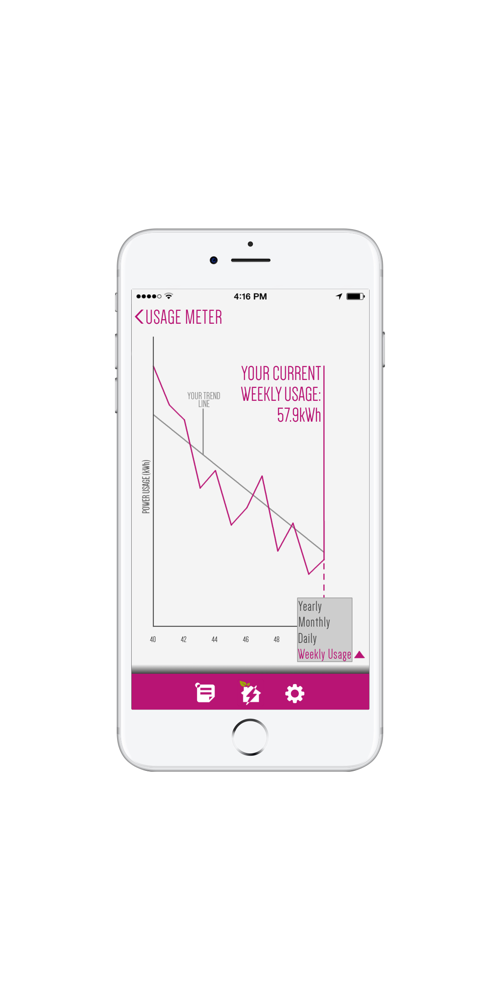 4:16 PM
USAGE METER
YOUR CURRENT
WEEKLY USAGE:
57.9kWh
YOUR TREND
LINE
POWER USAGE (kWh)
Yearly
Monthly
Daily
Weekly Usage
40 42 44 46 48